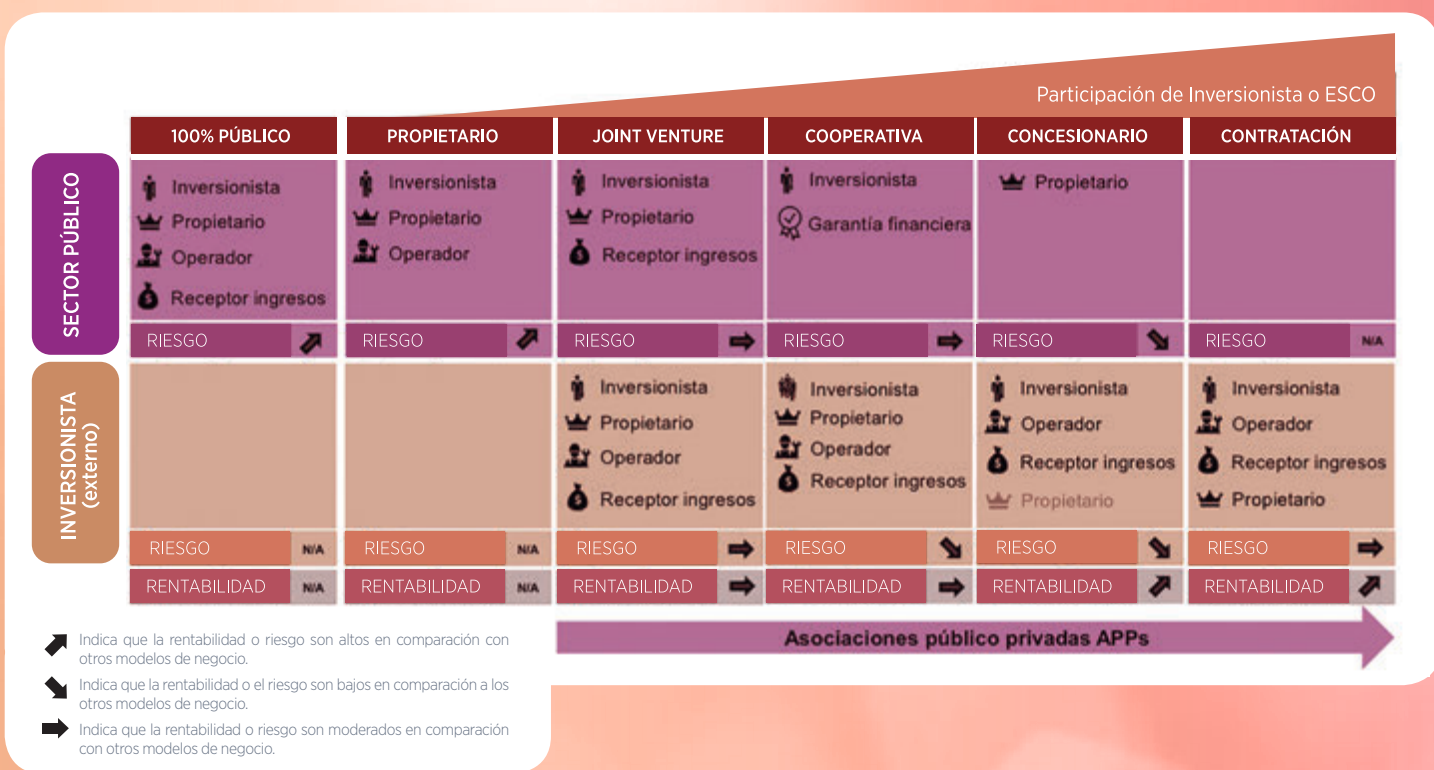 Participación de Inversionista o ESCO
100% PÚBLICO
PROPIETARIO
JOINT VENTURE
COOPERATIVA
CONCESIONARIO
CONTRATACIÓN
SECTOR PÚBLICO
Inversionista
Propietario
Operador
Receptor ingresos
Inversionista
Propietario
Operador
Inversionista
Propietario
Receptor ingresos
Inversionista
Garantía financiera
Propietario
RIESGO
RIESGO
RIESGO
RIESGO
RIESGO
RIESGO N/A
INVERSIONISTA
(externo)
Inversionista
Propietario
Operador
Receptor ingresos
Inversionista
Propietario
Operador
Receptor ingresos
Inversionista
Operador
Receptor ingresos
Propietario
Inversionista
Operador
Receptor ingresos
Propietario
RIESGO N/A
RIESGO N/A
RIESGO
RIESGO
RIESGO
RIESGO
RENTABILIDAD N/A
RENTABILIDAD N/A
RENTABILIDAD
RENTABILIDAD
RENTABILIDAD
RENTABILIDAD
Asociaciones público privadas APPs
Indica que la rentabilidad o riesgo son altos en comparación con
otros modelos de negocio.
Indica que la rentabilidad o el riesgo son bajos en comparación a los
otros modelos de negocio.
Indica que la rentabilidad o riesgo son moderados en comparación
con otros modelos de negocio.